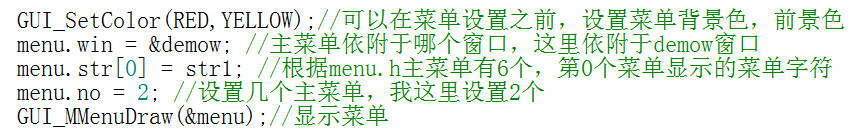 GUI_SetColor(RED,YELLOW);//可以在菜单设置之前，设置菜单背景色，前景色
menu.win = &demow; //主菜单依附于哪个窗口，这里依附于demow窗口
menu.str[0] = str1; //根据menu.h主菜单有6个，第0个菜单显示的菜单字符
menu.no = 2; //设置几个主菜单，我这里设置2个
GUI_MMenuDraw(&menu);//显示菜单